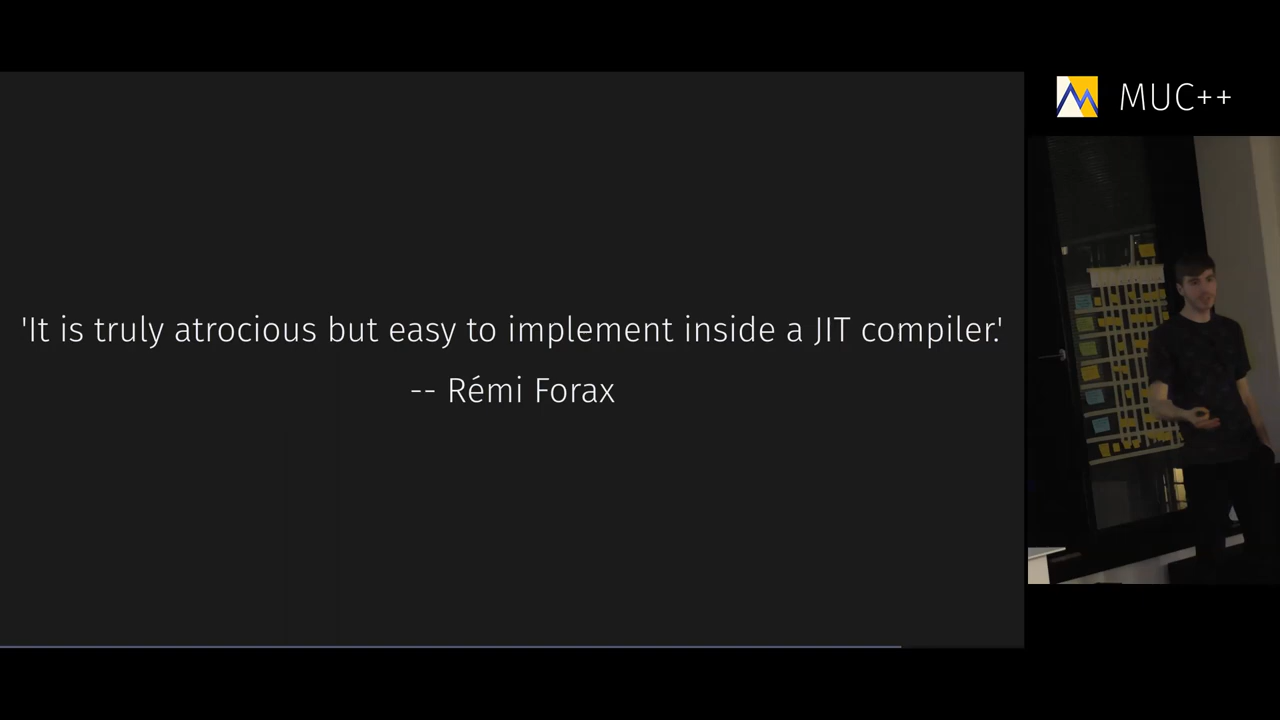 MUC++
'It is truly atrocious but easy to implement inside a JIT compiler.'
-- Rémi Forax